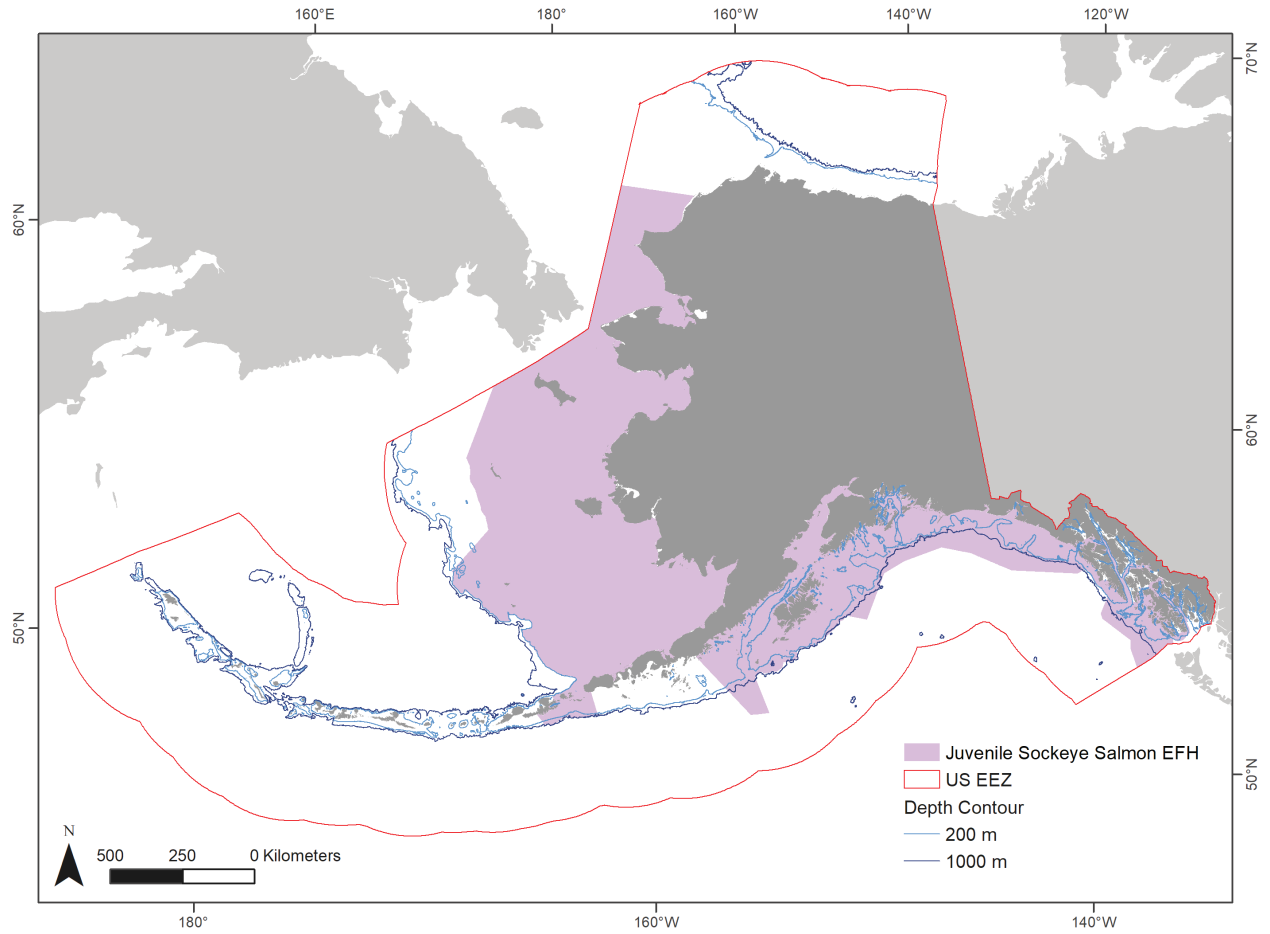 160°E 180° 160°W 140°W 120°W
70°N
60°N
60°N
50°N
50°N
Juvenile Sockeye Salmon EFH
US EEZ
Depth Contour
200 m
1000 m
N
500 250 0 Kilometers
180° 160°W 140°W